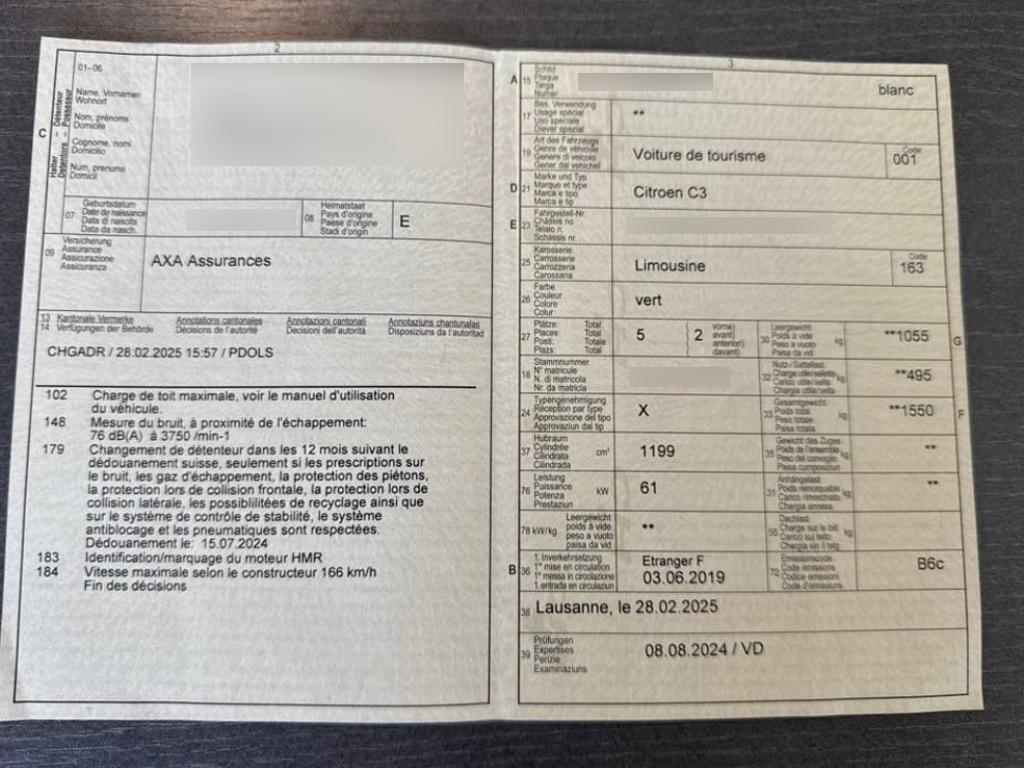 2
01–06
Name, Vornamen
Wohnort
Nom, prénoms
Domicile
Cognome, nomi
Domicilio
Num, prenums
Domicil
C
Halter Détenteur
Detentore Possessur
07
Geburtsdatum
Date de naissance
Data di nascita
Data da nasch.
08
Heimatstaat
Pays d'origine
Paese d'origine
Stadi d'origin
E
09
Versicherung
Assurance
Assicurazione
Assicuranza
AXA Assurances
13 Kantonale Vermerke
14 Verfügungen der Behörde
Annotations cantonales
Décisions de l'autorité
Annotazioni cantonali
Decisioni dell'autorità
Annotaziuns chantunalas
Disposiziuns da l'autoritad
CHGADR / 28.02.2025 15:57 / PDOLS
102 Charge de toit maximale, voir le manuel d'utilisation
du véhicule.
148 Mesure du bruit, à proximité de l'échappement:
76 dB(A) à 3750 /min-1
179 Changement de détenteur dans les 12 mois suivant le
dédouanement suisse, seulement si les prescriptions sur
le bruit, les gaz d'échappement, la protection des piétons,
la protection lors de collision frontale, la protection lors de
collision latérale, les possiblilitées de recyclage ainsi que
sur le système de contrôle de stabilité, le système
antiblocage et les pneumatiques sont respectées.
Dédouanement le: 15.07.2024
183 Identification/marquage du moteur HMR
184 Vitesse maximale selon le constructeur 166 km/h
Fin des décisions
3
A 15
Schild
Plaque
Targa
Numer
blanc
17
Bes. Verwendung
Usage spécial
Uso speciale
Diever spezial
**
19
Art des Fahrzeugs
Genre de véhicule
Genere di veicolo
Gener dal vehichel
Voiture de tourisme
Code
001
D 21
Marke und Typ
Marque et type
Marca e tipo
Marca e tip
Citroen C3
E 23
Fahrgestell-Nr.
Châssis no
Telaio n.
Schassis nr.
25
Karosserie
Carrosserie
Carrozzeria
Carossaria
Limousine
Code
163
26
Farbe
Couleur
Colore
Colur
vert
27
Plätze: Total
Places: Total
Posti: Totale
Plazs: Total
5
2
vorne)
avant)
anteriori)
davant)
30
Leergewicht
Poids à vide
Peso a vuoto
Paisa da vid
kg
**1055
G
18
Stammnummer
N° matricule
N. di matricola
Nr. da matricla
32
Nutz-/Sattellast
Charge utile/sellette
Carico utile/sella
Chargia utila/sella
kg
**495
24
Typengenehmigung
Réception par type
Approvazione del tipo
Approvaziun dal tip
X
33
Gesamtgewicht
Poids total
Peso totale
Paisa totala
kg
**1550
F
37
Hubraum
Cylindrée
Cilindrata
Cilindrada
cm³
1199
35
Gewicht des Zuges
Poids de l'ensemble
Peso del convoglio
Paisa cumposiziun
kg
**
76
Leistung
Puissance
Potenza
Prestaziun
kW
61
31
Anhängelast
Poids remorquable
Carico rimorchiato
Chargia annexa
kg
**
78 kW/kg
Leergewicht
poids à vide
peso a vuoto
paisa da vid
**
55
Dachlast
Charge sur le toit
Carico sul tetto
Chargia sin il tetg
kg
B 36
1. Inverkehrsetzung
1re mise en circulation
1a messa in circolazione
1. entrada en circulaziun
Etranger F
03.06.2019
72
Emissionscode
Code émissions
Codice emissioni
Code d'emissiuns
B6c
38 Lausanne, le 28.02.2025
39
Prüfungen
Expertises
Perizie
Examinaziuns
08.08.2024 / VD